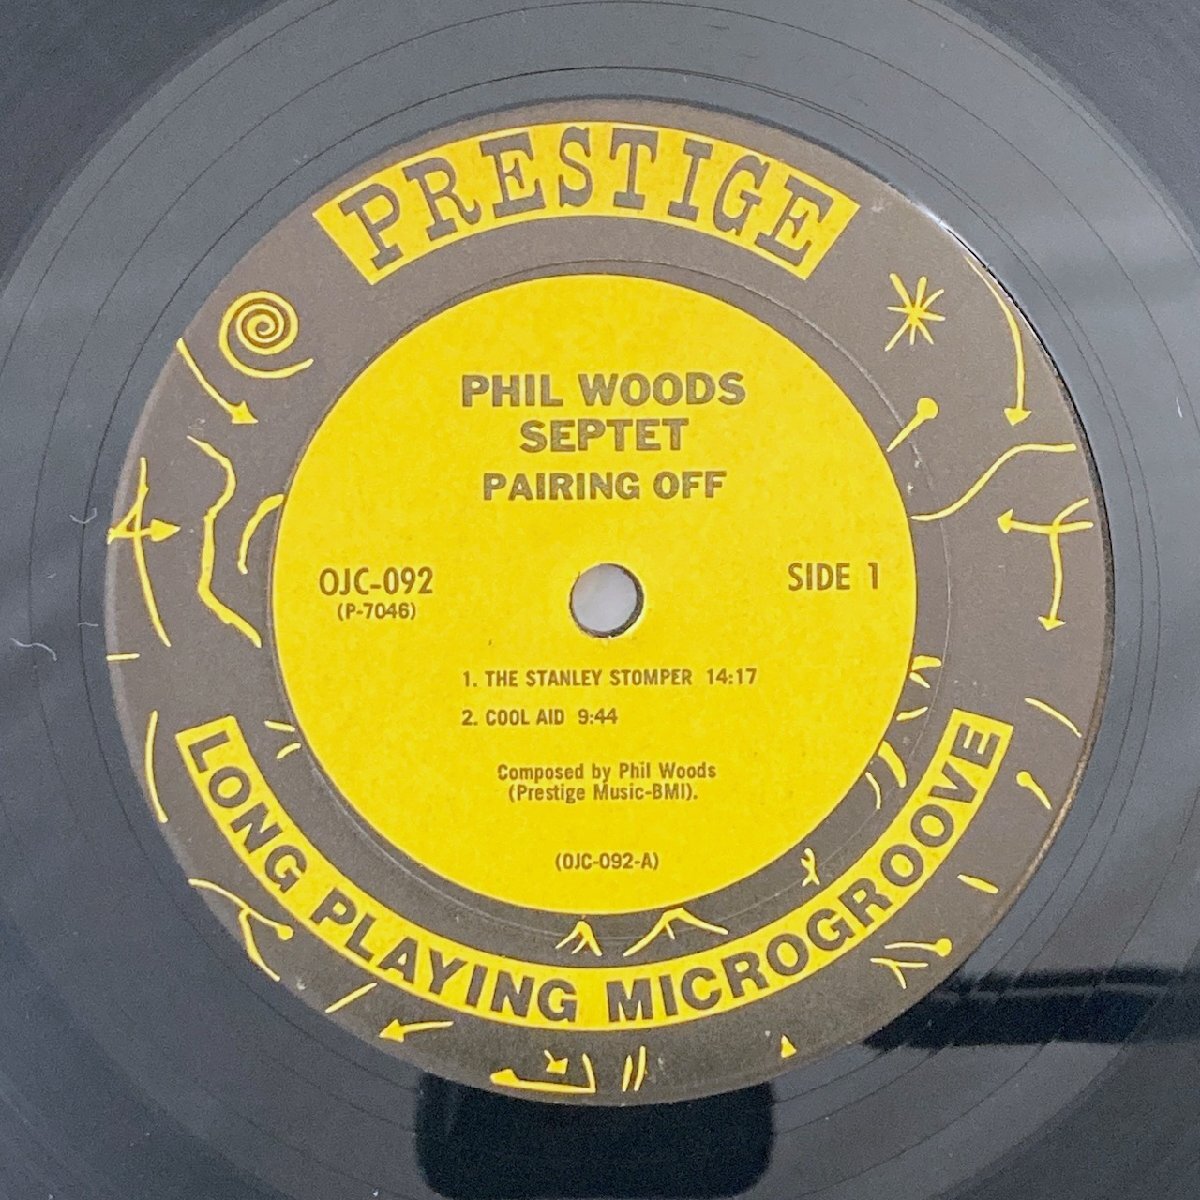 PRESTIGE
PHIL WOODS
SEPTET
PAIRING OFF
OJC-092
(P-7046)
SIDE 1
1. THE STANLEY STOMPER 14:17
2. COOL AID 9:44
Composed by Phil Woods
(Prestige Music-BMI).
(OJC-092-A)
LONG PLAYING MICROGROOVE